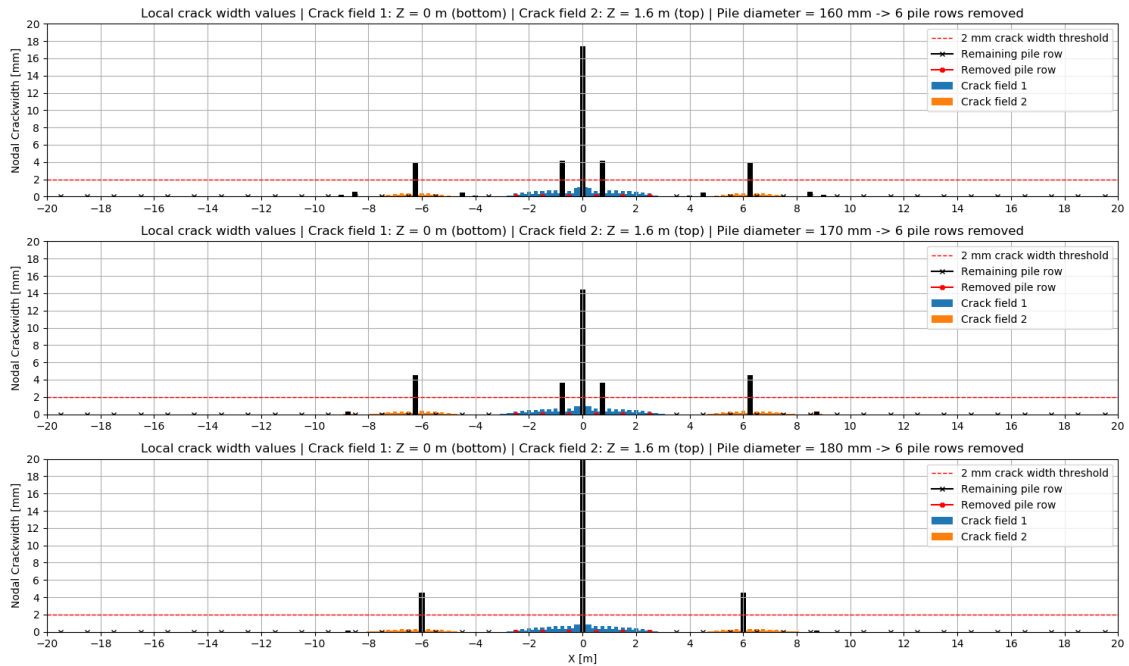 Local crack width values | Crack field 1: Z = 0 m (bottom) | Crack field 2: Z = 1.6 m (top) | Pile diameter = 160 mm -> 6 pile rows removed
Nodal Crackwidth [mm]
20
18
16
14
12
10
8
6
4
2
0
2 mm crack width threshold
Remaining pile row
Removed pile row
Crack field 1
Crack field 2
−20 −18 −16 −14 −12 −10 −8 −6 −4 −2 0 2 4 6 8 10 12 14 16 18 20
Local crack width values | Crack field 1: Z = 0 m (bottom) | Crack field 2: Z = 1.6 m (top) | Pile diameter = 170 mm -> 6 pile rows removed
Nodal Crackwidth [mm]
20
18
16
14
12
10
8
6
4
2
0
2 mm crack width threshold
Remaining pile row
Removed pile row
Crack field 1
Crack field 2
−20 −18 −16 −14 −12 −10 −8 −6 −4 −2 0 2 4 6 8 10 12 14 16 18 20
Local crack width values | Crack field 1: Z = 0 m (bottom) | Crack field 2: Z = 1.6 m (top) | Pile diameter = 180 mm -> 6 pile rows removed
Nodal Crackwidth [mm]
20
18
16
14
12
10
8
6
4
2
0
2 mm crack width threshold
Remaining pile row
Removed pile row
Crack field 1
Crack field 2
−20 −18 −16 −14 −12 −10 −8 −6 −4 −2 0 2 4 6 8 10 12 14 16 18 20
X [m]